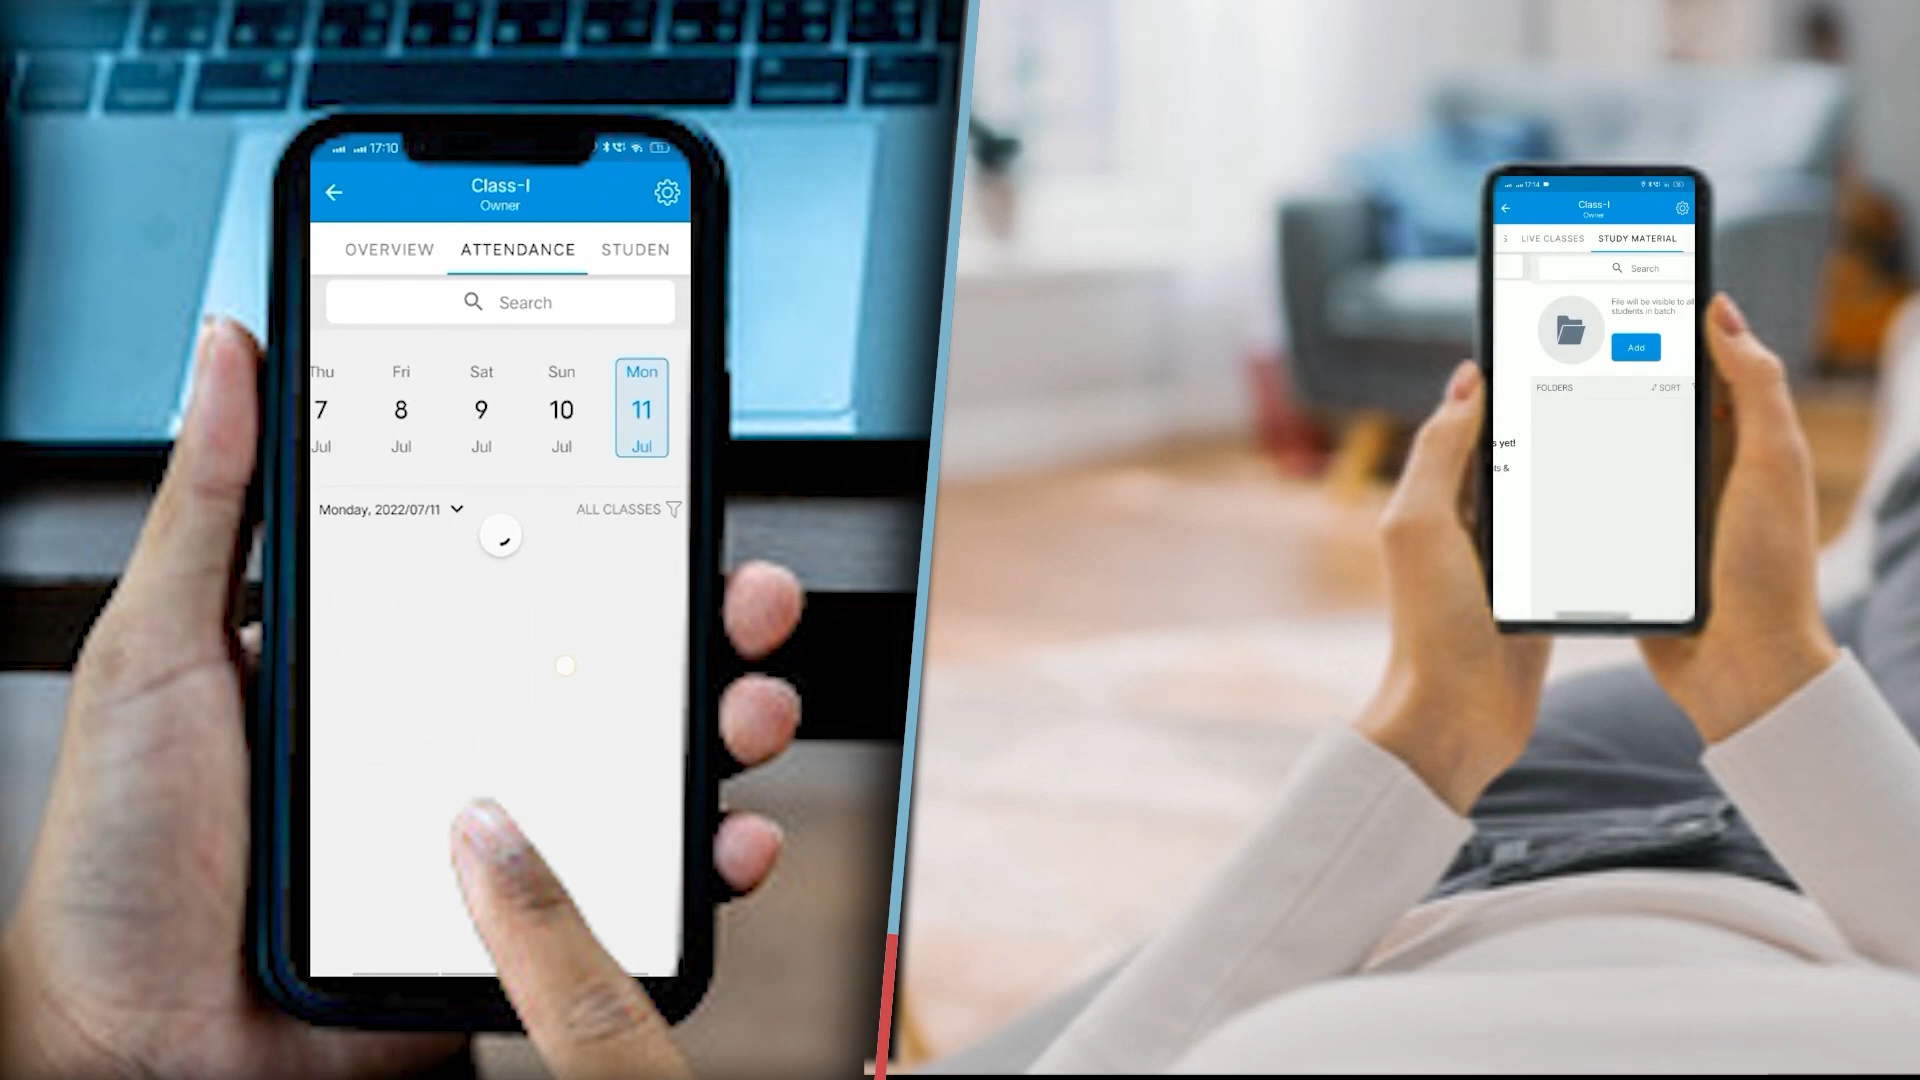 17:10
Class-I
Owner
OVERVIEW ATTENDANCE STUDEN
Search
Thu Fri Sat Sun Mon
7 8 9 10 11
Jul Jul Jul Jul Jul
Monday, 2022/07/11 ALL CLASSES
17:14
Class-I
Owner
S LIVE CLASSES STUDY MATERIAL
Search
File will be visible to all
students in batch
Add
FOLDERS SORT
s yet!
ts &